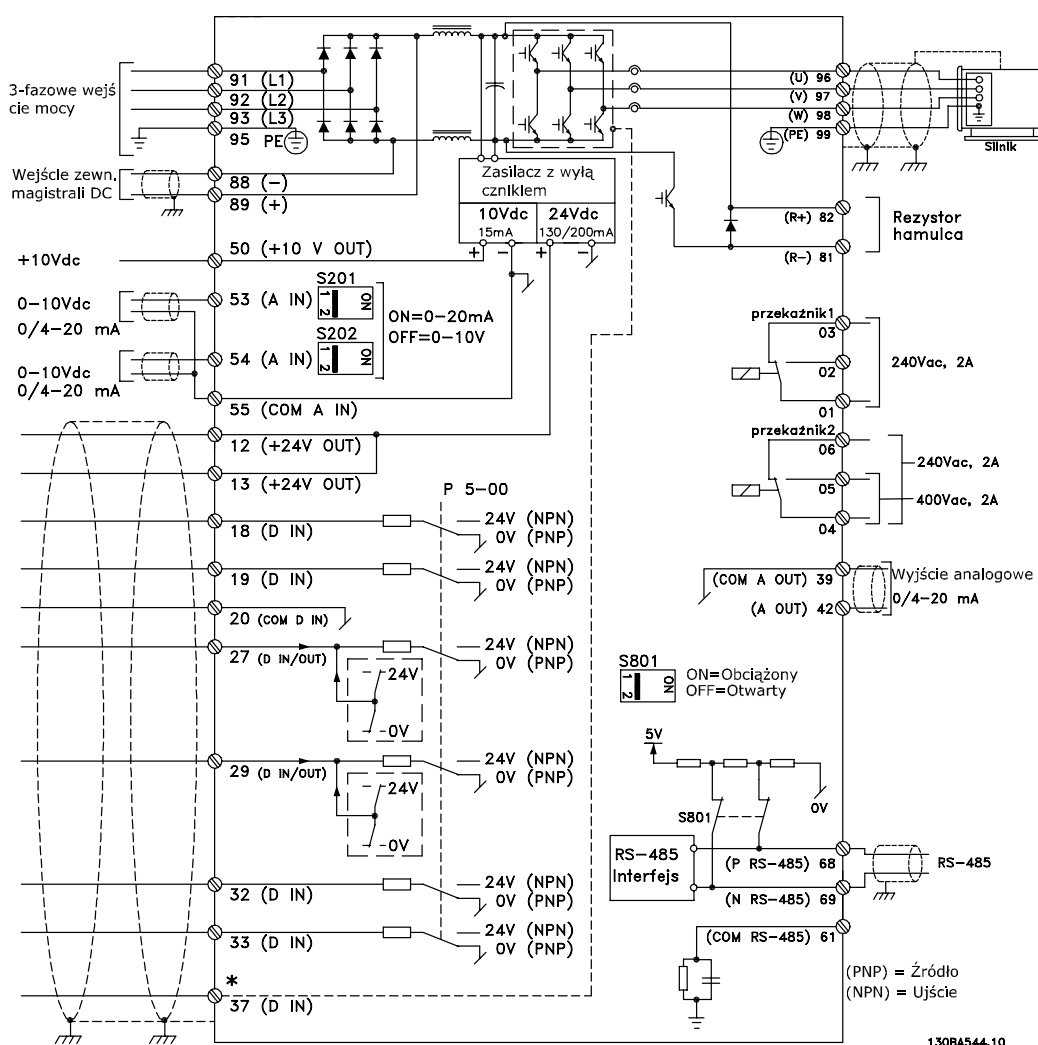 3-fazowe wejś
cie mocy
91 (L1)
92 (L2)
93 (L3)
95 PE
Wejście zewn.
magistrali DC
88 (−)
89 (+)
Zasilacz z wyłą
cznikiem
10Vdc
15mA
24Vdc
130/200mA
+ − + −
(U) 96
(V) 97
(W) 98
(PE) 99
Silnik
(R+) 82
(R−) 81
Rezystor
hamulca
+10Vdc
50 (+10 V OUT)
0−10Vdc
0/4−20 mA
53 (A IN)
S201
1 2
ON
0−10Vdc
0/4−20 mA
54 (A IN)
S202
1 2
ON
ON=0−20mA
OFF=0−10V
55 (COM A IN)
12 (+24V OUT)
13 (+24V OUT)
przekaźnik1
03
02
01
240Vac, 2A
przekaźnik2
06
05
04
240Vac, 2A
400Vac, 2A
P 5-00
18 (D IN)
24V (NPN)
0V (PNP)
19 (D IN)
24V (NPN)
0V (PNP)
20 (COM D IN)
27 (D IN/OUT)
24V (NPN)
0V (PNP)
24V
0V
29 (D IN/OUT)
24V (NPN)
0V (PNP)
24V
0V
32 (D IN)
24V (NPN)
0V (PNP)
33 (D IN)
24V (NPN)
0V (PNP)
*
37 (D IN)
(COM A OUT) 39
(A OUT) 42
Wyjście analogowe
0/4−20 mA
S801
1 2
ON
ON=Obciążony
OFF=Otwarty
5V
0V
S801
RS-485
Interfejs
(P RS-485) 68
(N RS-485) 69
(COM RS-485) 61
RS-485
(PNP) = Źródło
(NPN) = Ujście
130BA544.10